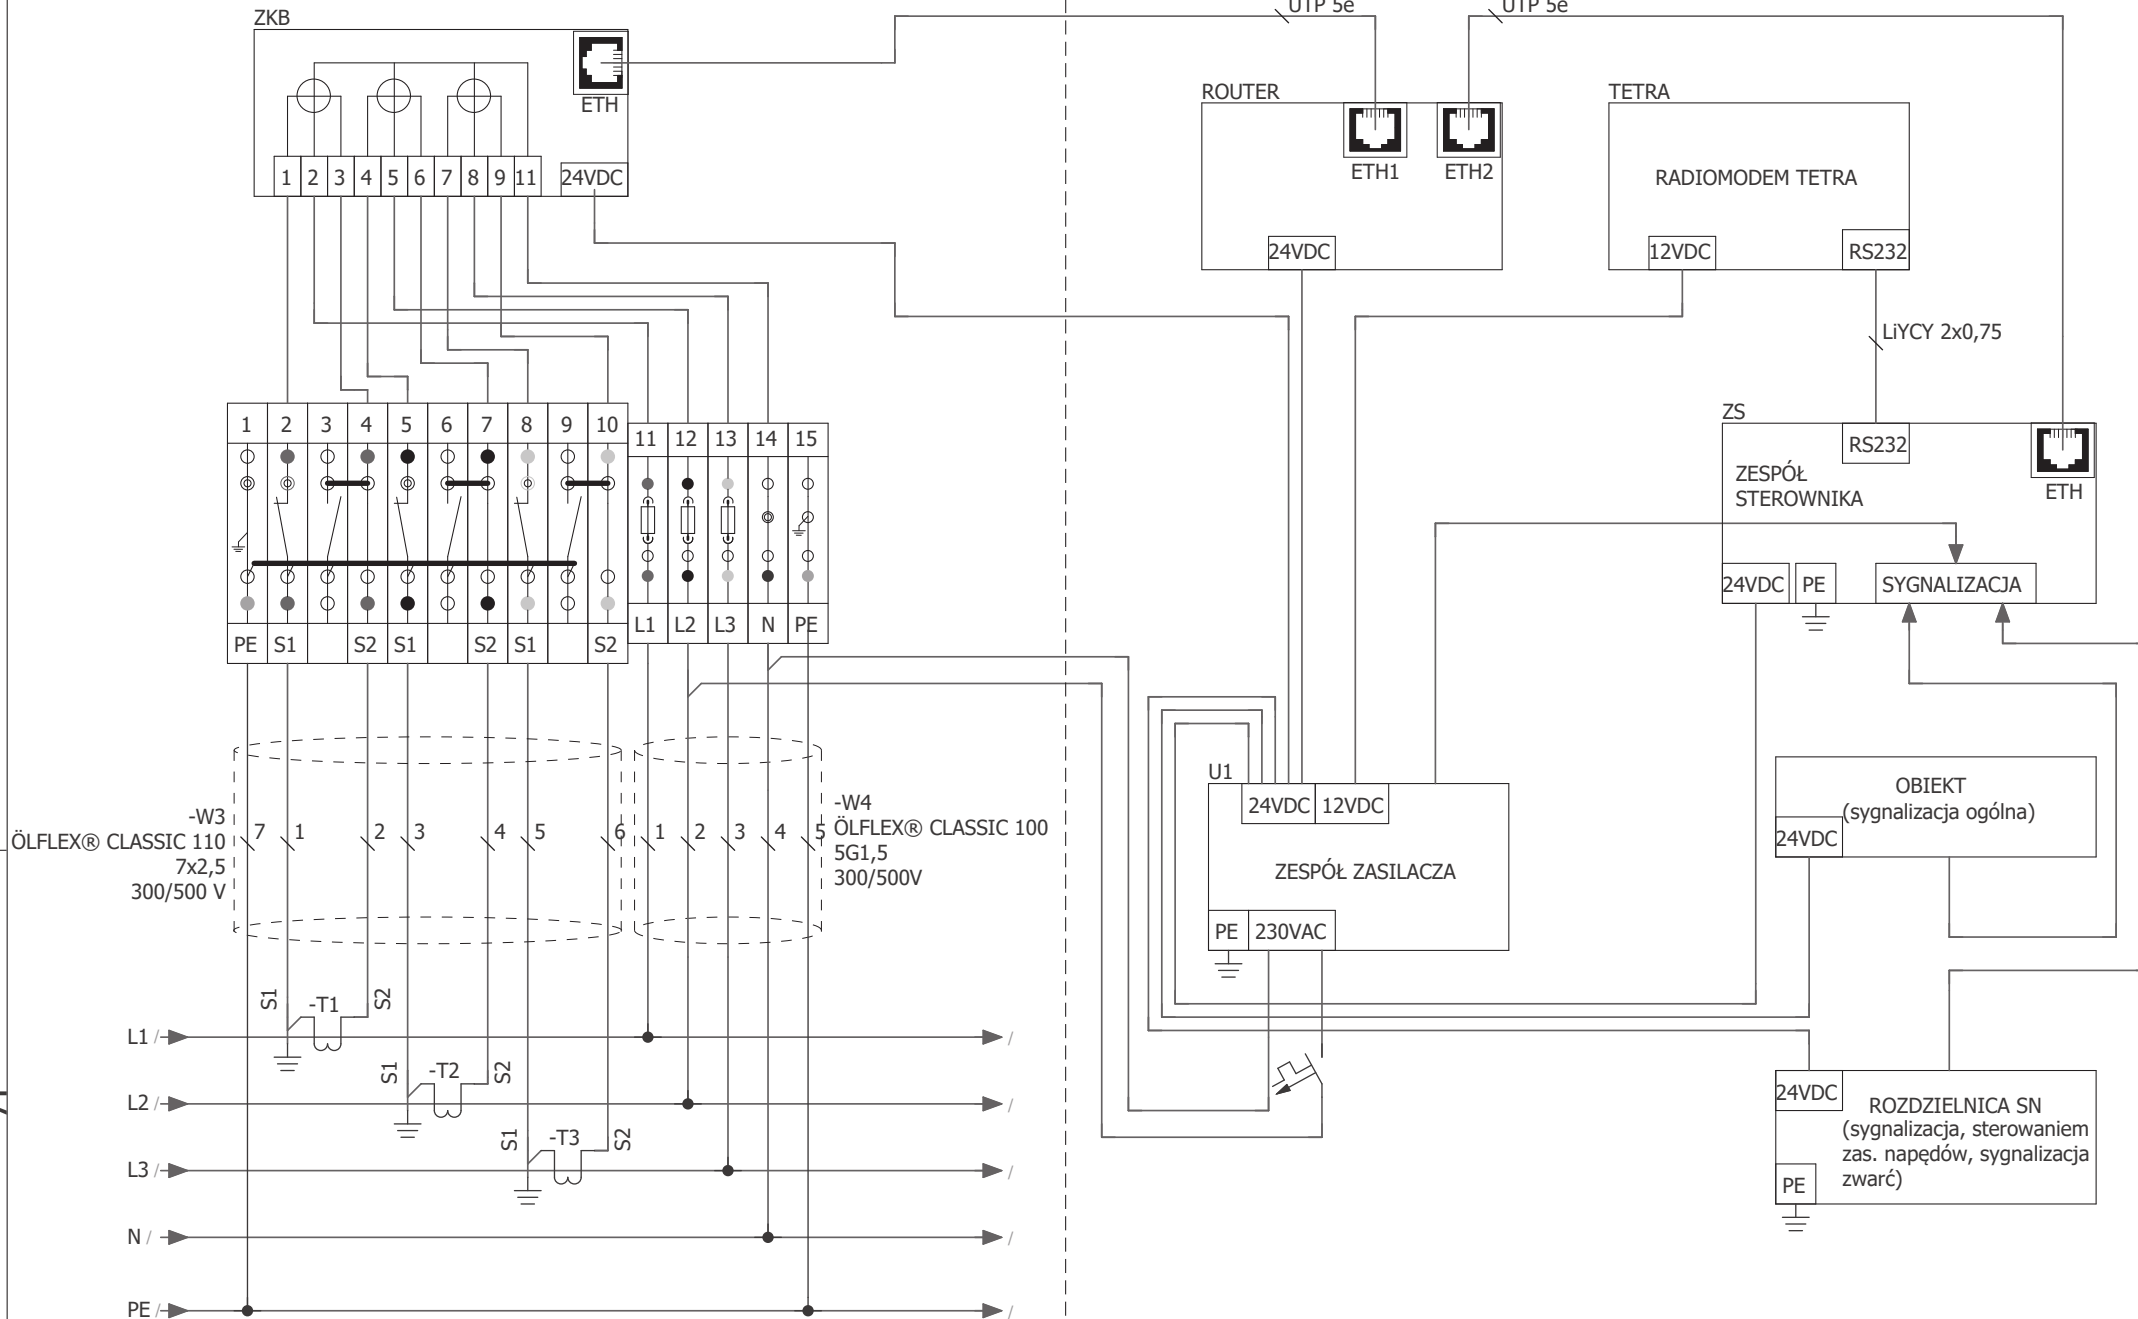 UTP 5e
UTP 5e
ZKB
ETH
1 2 3 4 5 6 7 8 9 11 24VDC
ROUTER
ETH1 ETH2
24VDC
TETRA
RADIOMODEM TETRA
12VDC RS232
LiYCY 2x0,75
1 2 3 4 5 6 7 8 9 10 11 12 13 14 15
PE S1 S2 S1 S2 S1 S2 L1 L2 L3 N PE
ZS
RS232
ETH
ZESPÓŁ
STEROWNIKA
24VDC PE SYGNALIZACJA
-W3
ÖLFLEX® CLASSIC 110
7x2,5
300/500 V
7 1 2 3 4 5 6 1 2 3 4 5
-W4
ÖLFLEX® CLASSIC 100
5G1,5
300/500V
U1
24VDC 12VDC
ZESPÓŁ ZASILACZA
PE 230VAC
OBIEKT
(sygnalizacja ogólna)
24VDC
S1 -T1 S2
L1 / /
S1 -T2 S2
L2 / /
S1 -T3 S2
L3 / /
N / /
PE / /
24VDC
ROZDZIELNICA SN
(sygnalizacja, sterowaniem
zas. napędów, sygnalizacja
zwarć)
PE